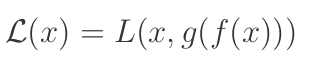 ℒ(x) = L(x, g(f(x)))